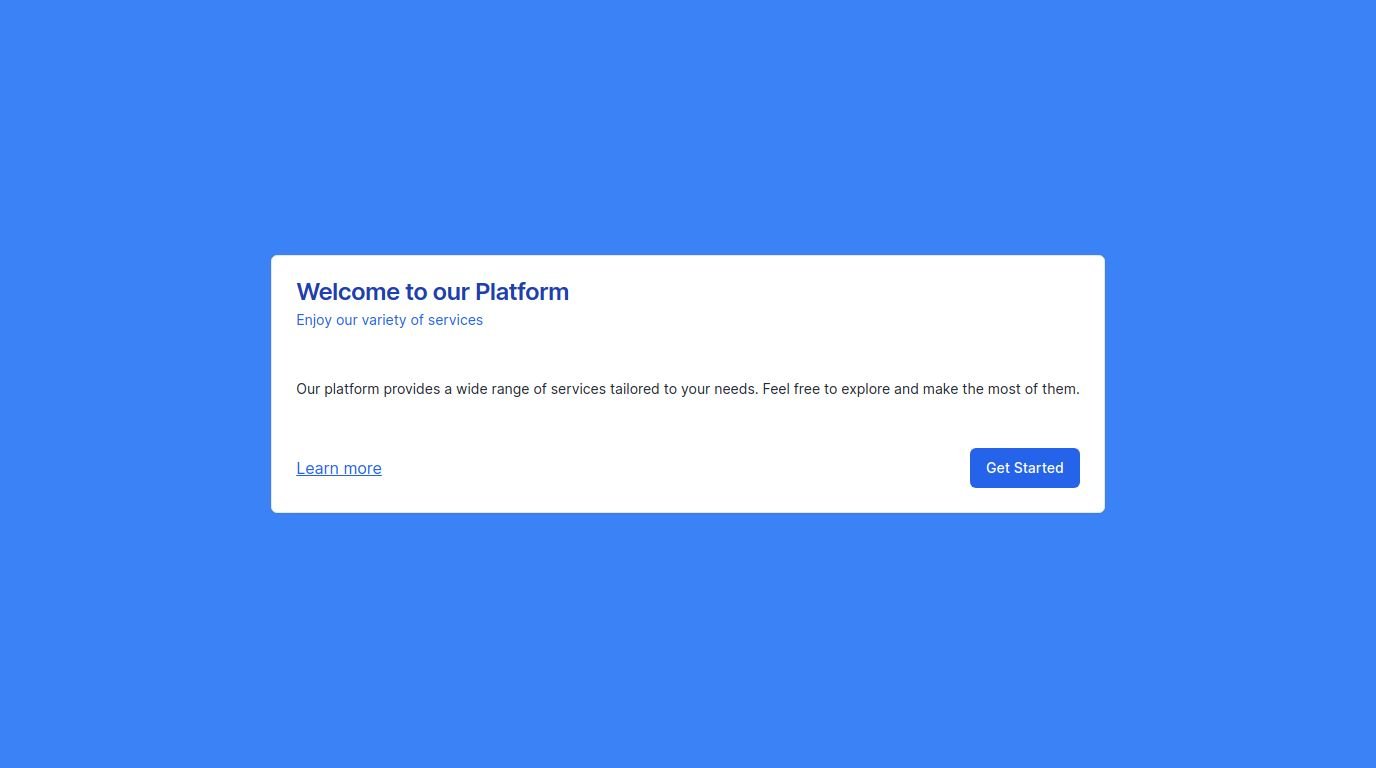 Welcome to our Platform
Enjoy our variety of services
Our platform provides a wide range of services tailored to your needs. Feel free to explore and make the most of them.
Learn more
Get Started